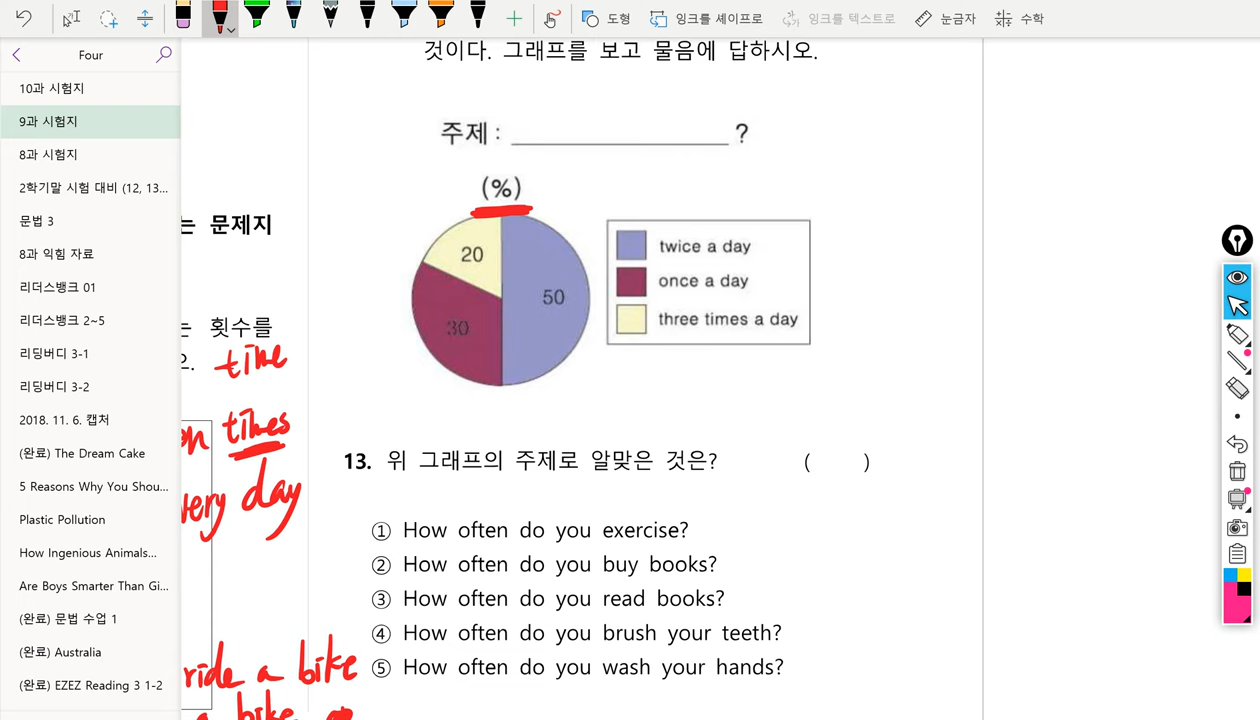 도형
잉크를 셰이프로
잉크를 텍스트로
눈금자
수학
Four
10과 시험지
9과 시험지
8과 시험지
2학기말 시험 대비 (12, 13...
문법 3
8과 익힘 자료
리더스뱅크 01
리더스뱅크 2~5
리딩버디 3-1
리딩버디 3-2
2018. 11. 6. 캡처
(완료) The Dream Cake
5 Reasons Why You Shou...
Plastic Pollution
How Ingenious Animals...
Are Boys Smarter Than Gi...
(완료) 문법 수업 1
(완료) Australia
(완료) EZEZ Reading 3 1-2
는 문제지
는 횟수를
오. time
on times
very day
ride a bike
a bike
것이다. 그래프를 보고 물음에 답하시오.
주제 : ____________________ ?
(%)
20
50
30
twice a day
once a day
three times a day
13. 위 그래프의 주제로 알맞은 것은? ( )
① How often do you exercise?
② How often do you buy books?
③ How often do you read books?
④ How often do you brush your teeth?
⑤ How often do you wash your hands?